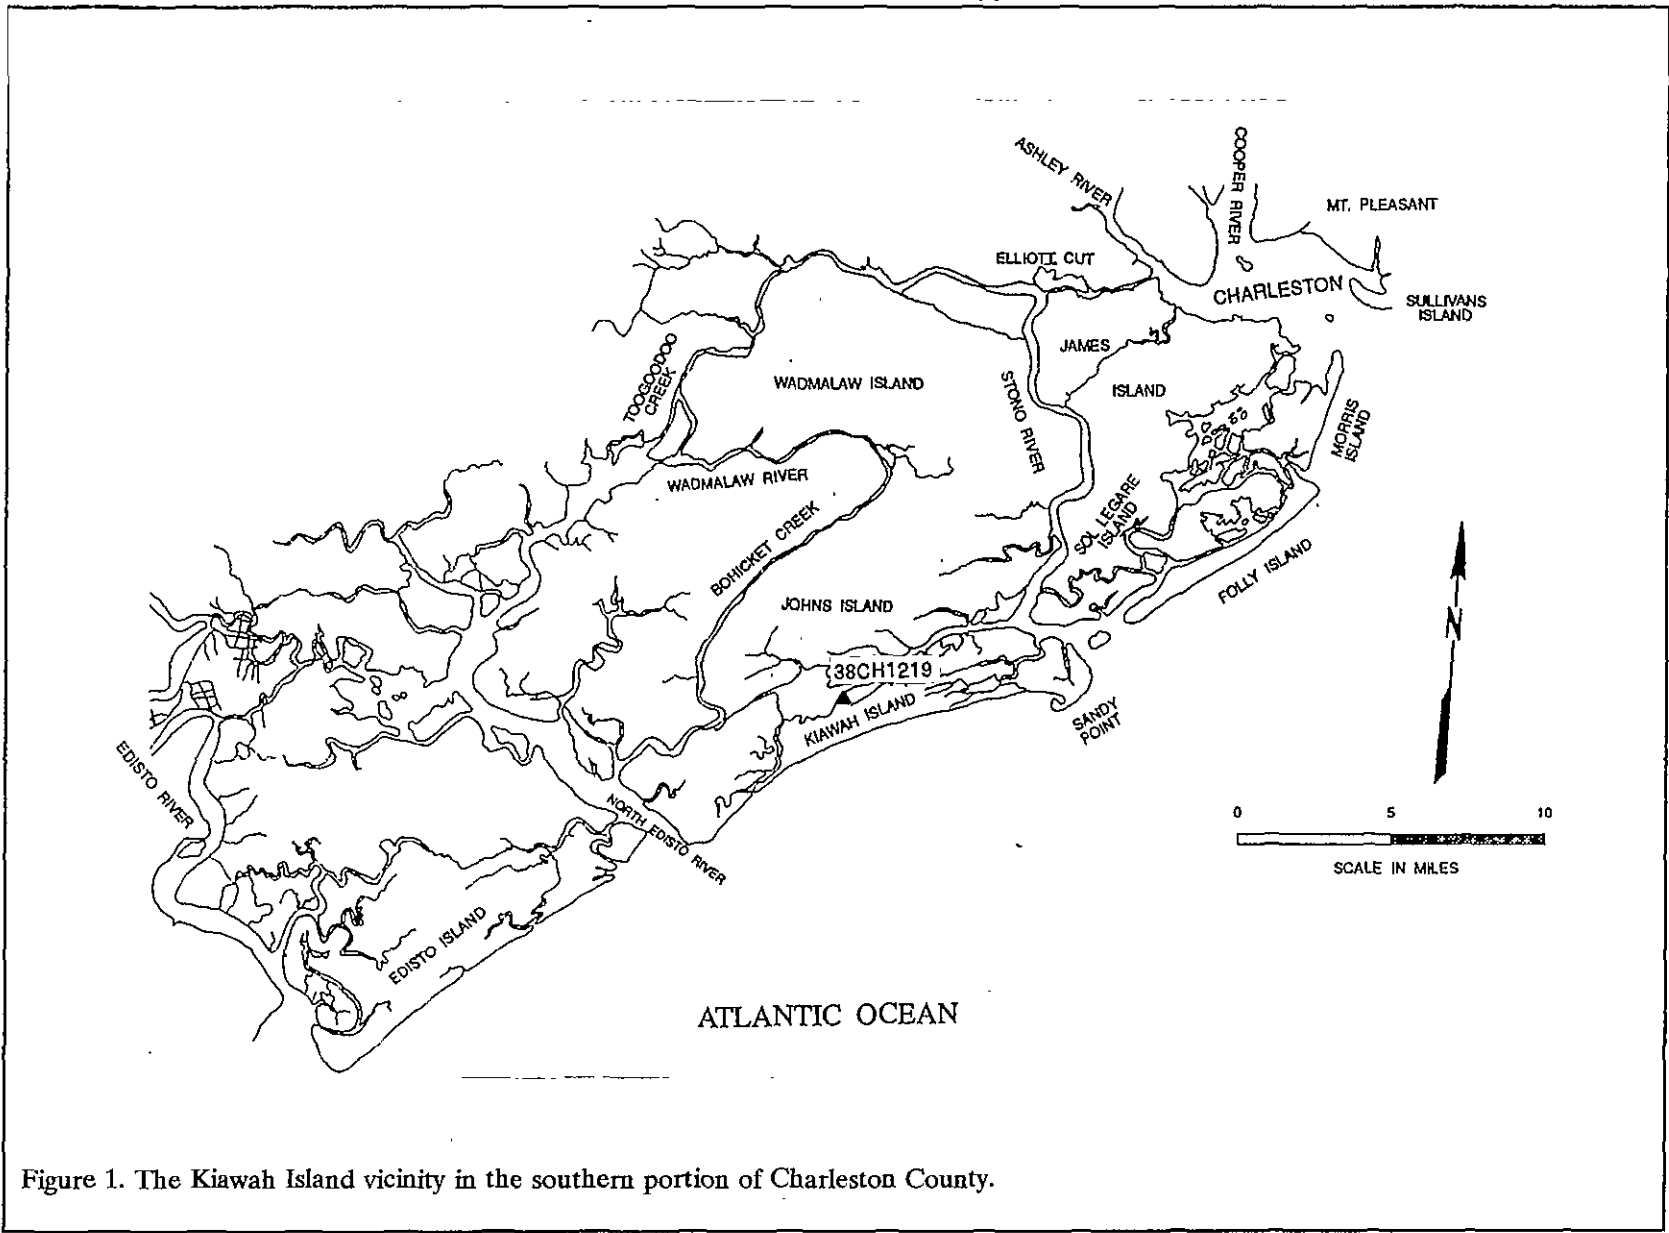 ASHLEY RIVER
COOPER RIVER
MT. PLEASANT
ELLIOTT CUT
CHARLESTON
SULLIVANS
ISLAND
JAMES
ISLAND
TOOGOODOO
CREEK
WADMALAW ISLAND
STONO RIVER
MORRIS
ISLAND
WADMALAW RIVER
SOL LEGARE
ISLAND
BOHICKET CREEK
FOLLY ISLAND
JOHNS ISLAND
N
38CH1219
KIAWAH ISLAND
SANDY
POINT
EDISTO RIVER
NORTH EDISTO RIVER
0 5 10
SCALE IN MILES
EDISTO ISLAND
ATLANTIC OCEAN
Figure 1. The Kiawah Island vicinity in the southern portion of Charleston County.